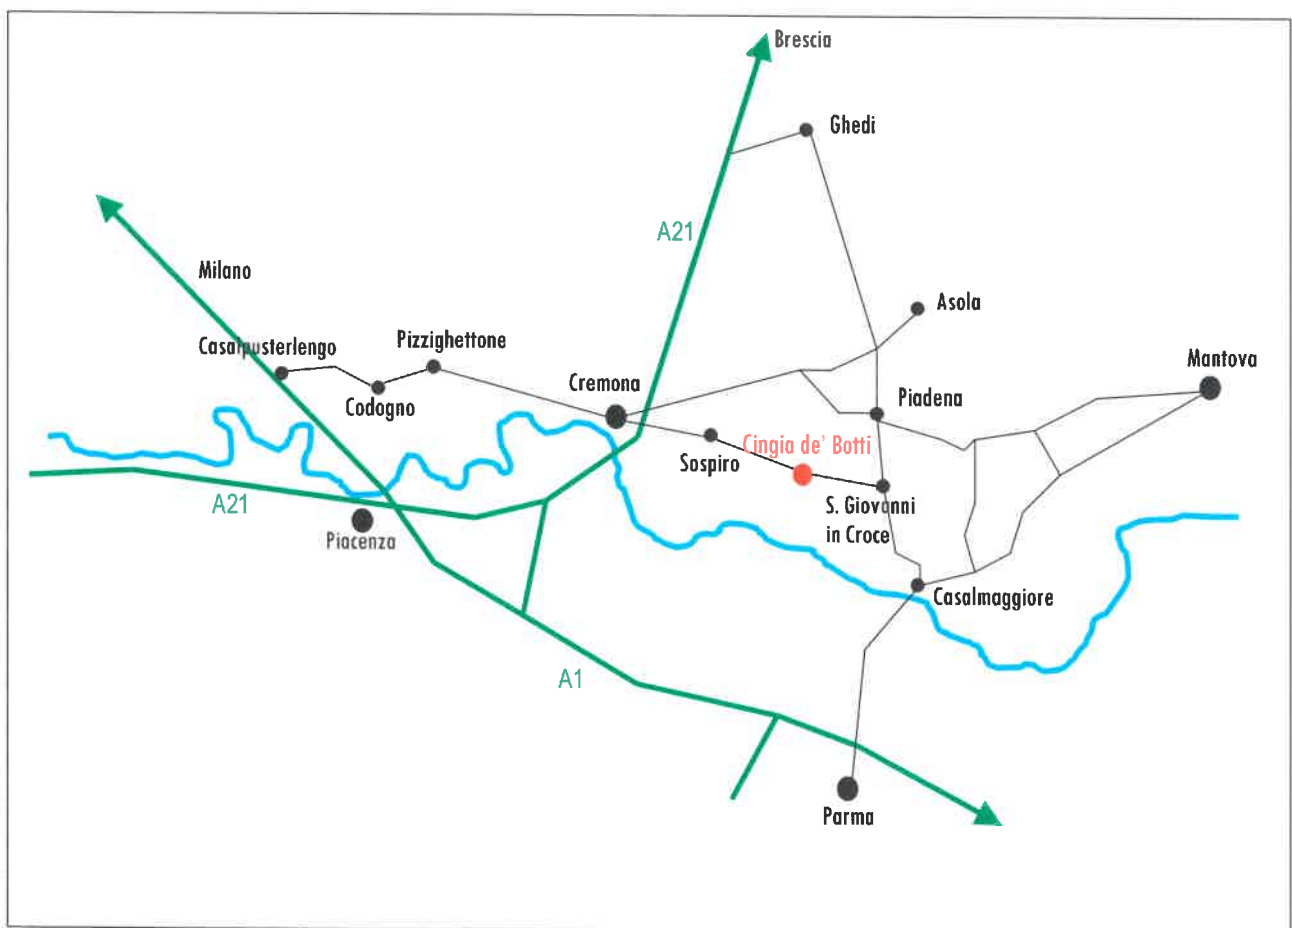 Brescia
Ghedi
A21
Milano
Asola
Casalpusterlengo
Pizzighettone
Mantova
Cremona
Codogno
Piadena
Cingia de' Botti
Sospiro
A21
S. Giovanni
in Croce
Piacenza
Casalmaggiore
A1
Parma